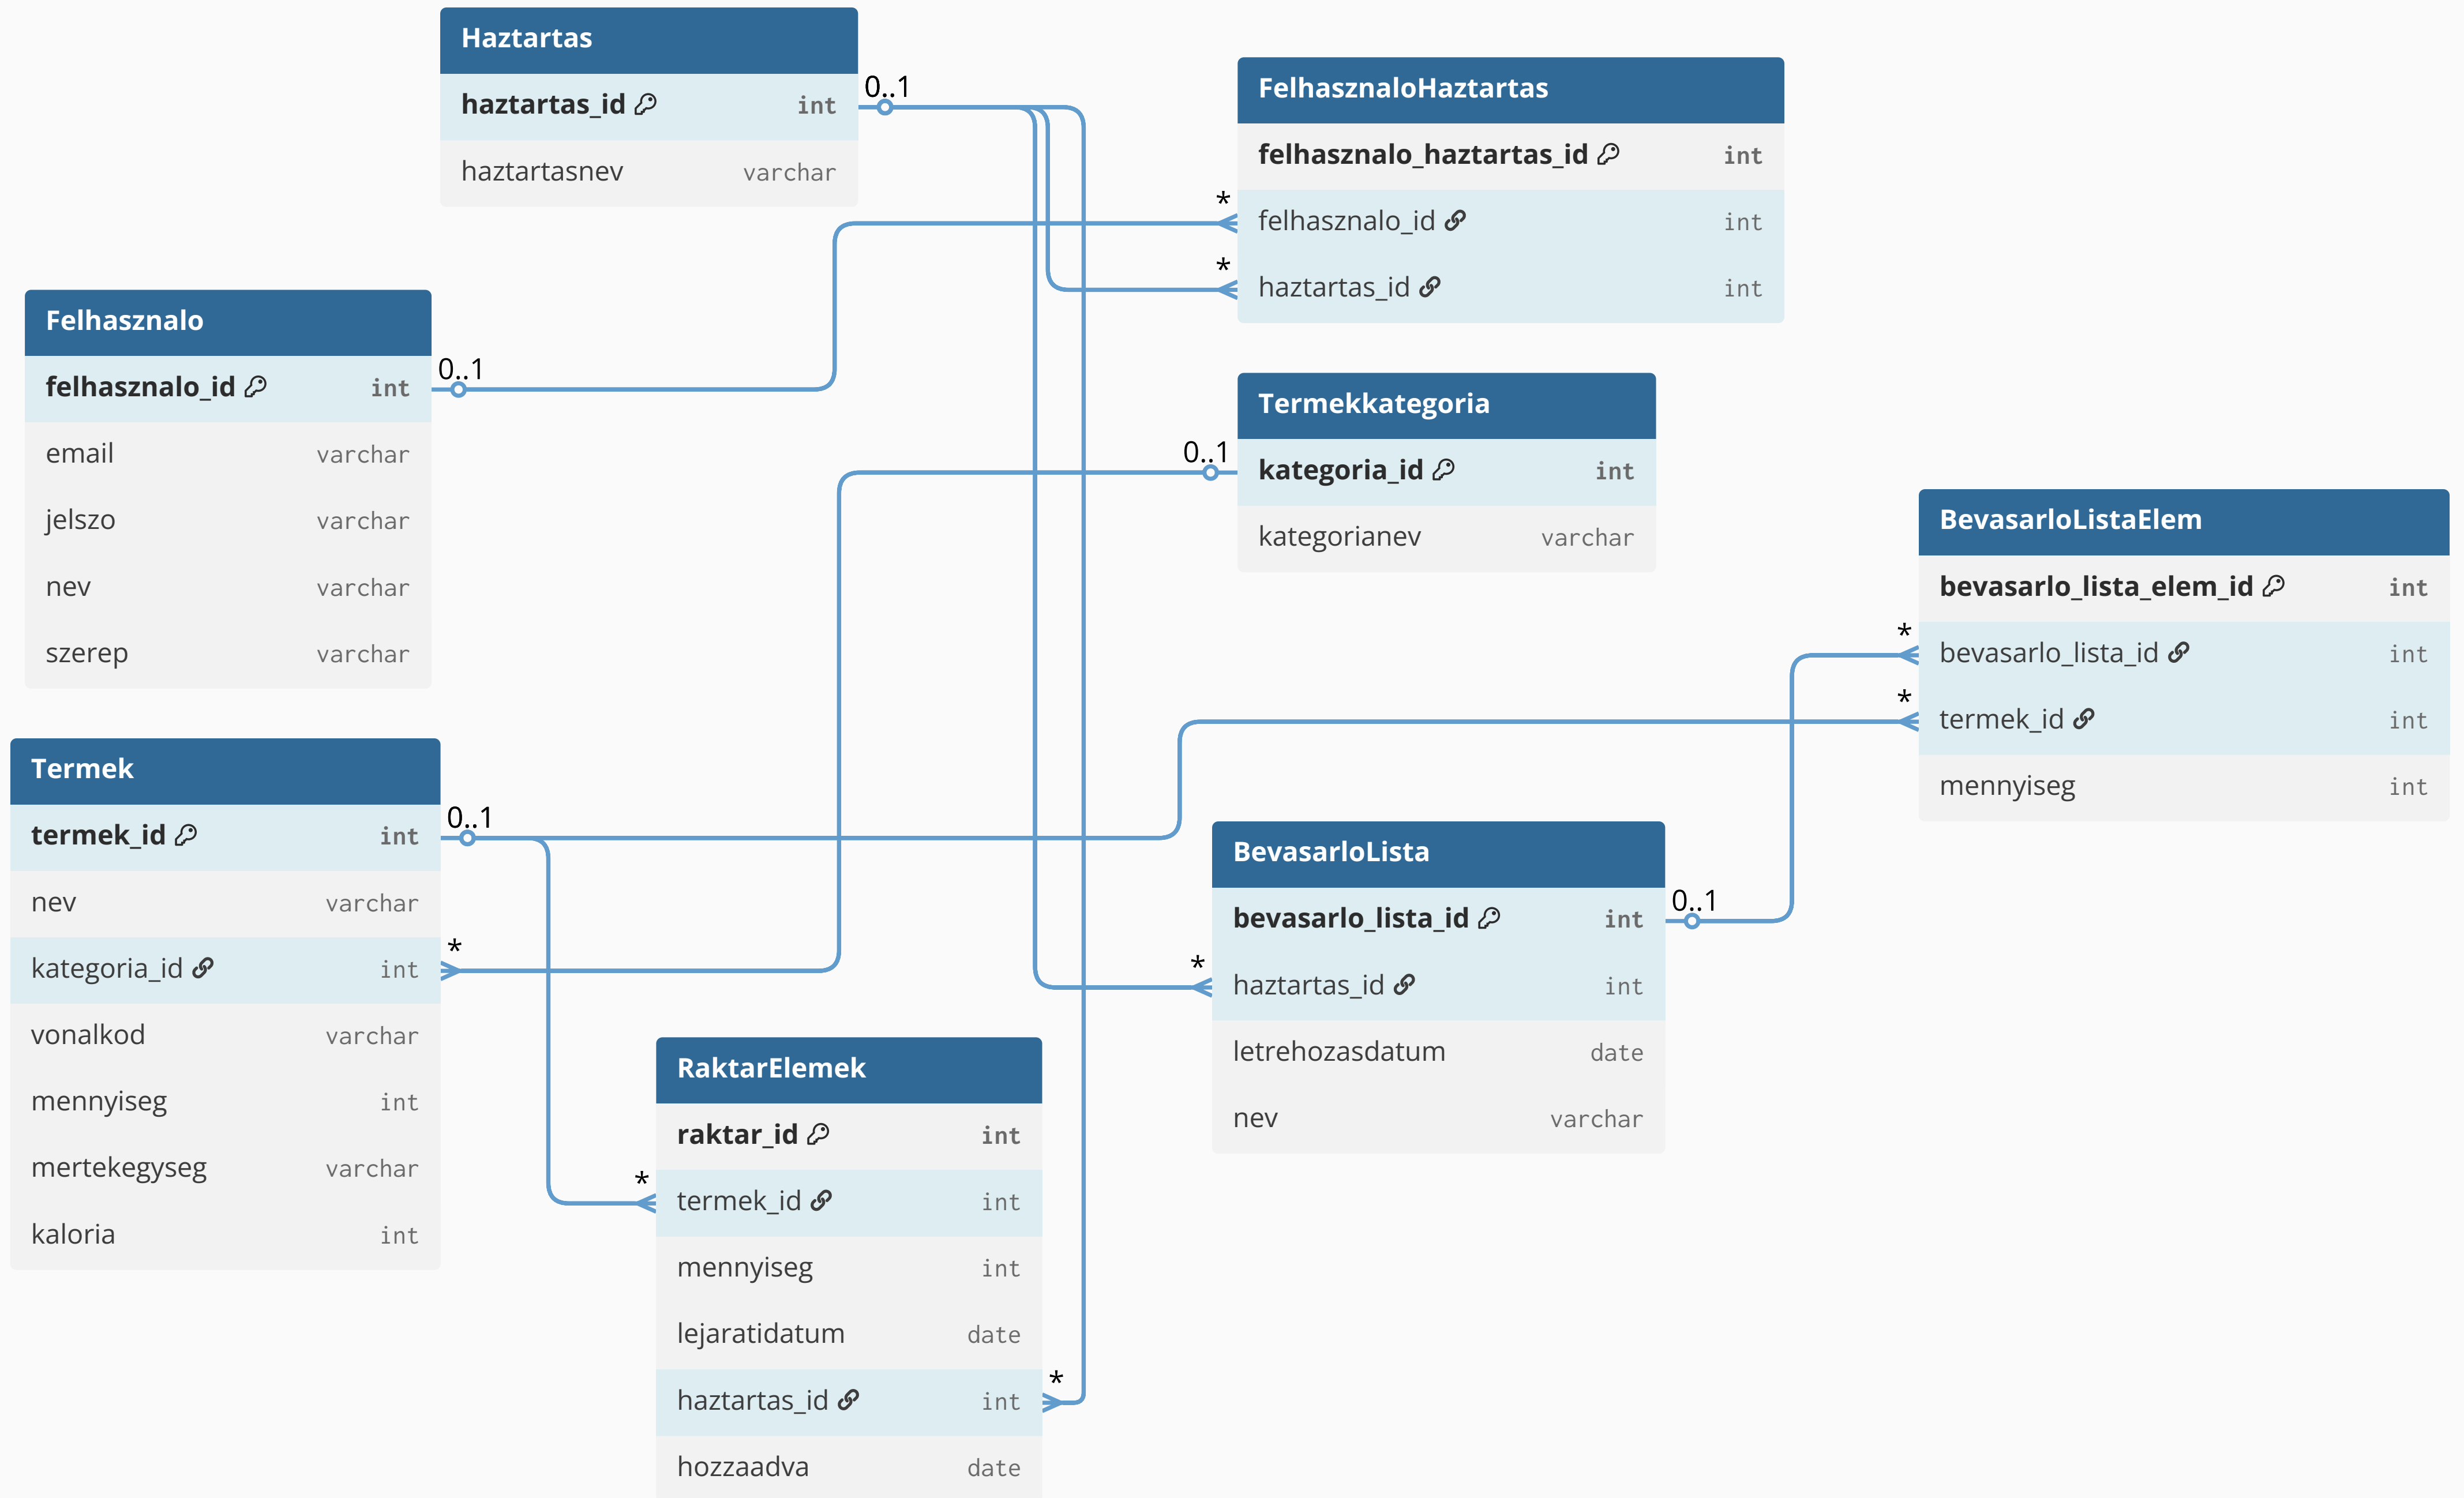 Haztartas
haztartas_id int
haztartasnev varchar
0..1
FelhasznaloHaztartas
felhasznalo_haztartas_id int
* felhasznalo_id int
* haztartas_id int
Felhasznalo
felhasznalo_id int
0..1
email varchar
jelszo varchar
nev varchar
szerep varchar
Termekkategoria
0..1
kategoria_id int
kategorianev varchar
BevasarloListaElem
bevasarlo_lista_elem_id int
* bevasarlo_lista_id int
* termek_id int
mennyiseg int
Termek
termek_id int
0..1
nev varchar
kategoria_id int *
vonalkod varchar
mennyiseg int
mertekegyseg varchar
kaloria int
BevasarloLista
bevasarlo_lista_id int
0..1
* haztartas_id int
letrehozasdatum date
nev varchar
RaktarElemek
raktar_id int
* termek_id int
mennyiseg int
lejaratidatum date
haztartas_id int *
hozzaadva date